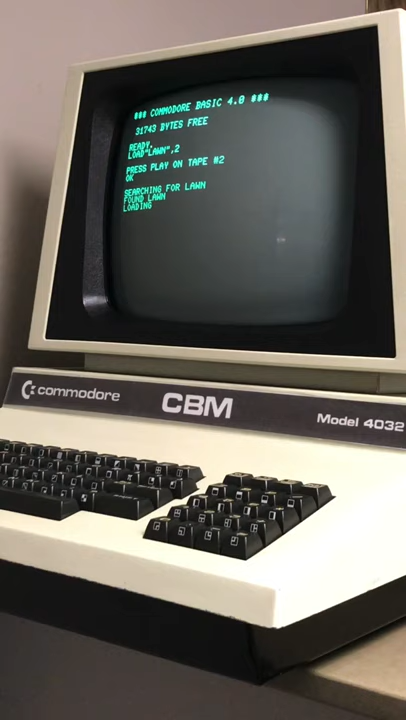 *** COMMODORE BASIC 4.0 ***
31743 BYTES FREE
READY.
LOAD"LAWN",2
PRESS PLAY ON TAPE #2
OK
SEARCHING FOR LAWN
FOUND LAWN
LOADING
commodore
CBM
Model 4032